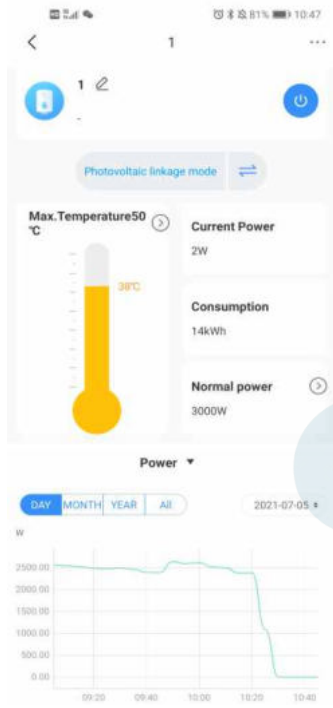 81% 10:47
1
...
1
-
Photovoltaic linkage mode
Max.Temperature50
℃
38℃
Current Power
2W
Consumption
14kWh
Normal power
3000W
Power
DAY MONTH YEAR All
2021-07-05
W
2500.00
2000.00
1500.00
1000.00
500.00
0.00
09:20 09:40 10:00 10:20 10:40